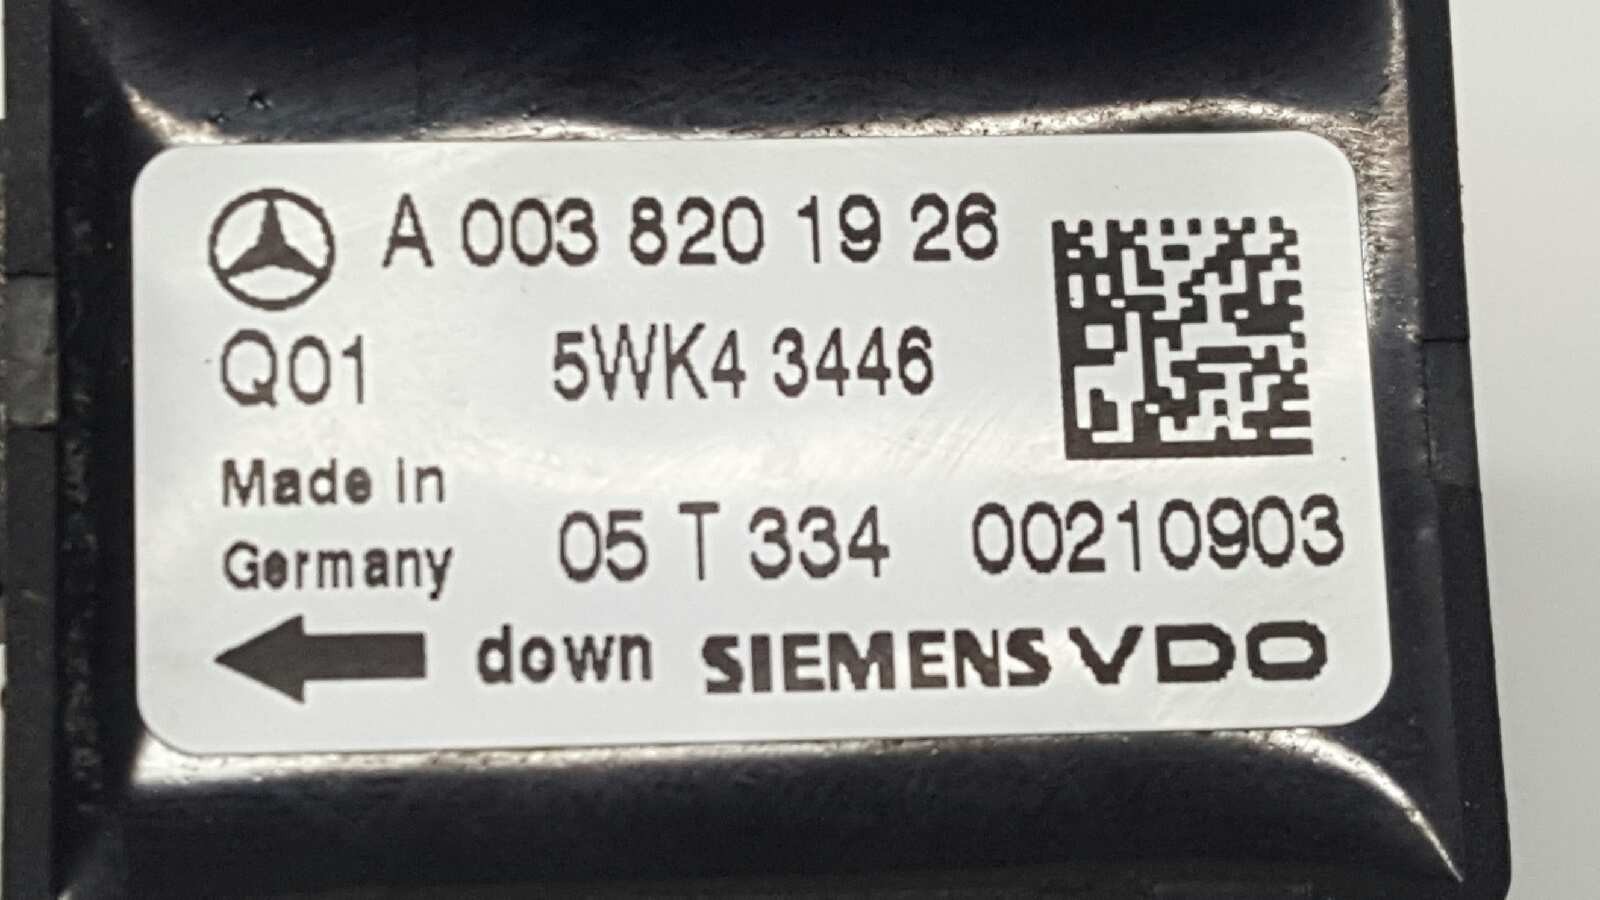 A 003 820 19 26
Q01 5WK4 3446
Made in
Germany 05 T 334 00210903
down SIEMENS VDO